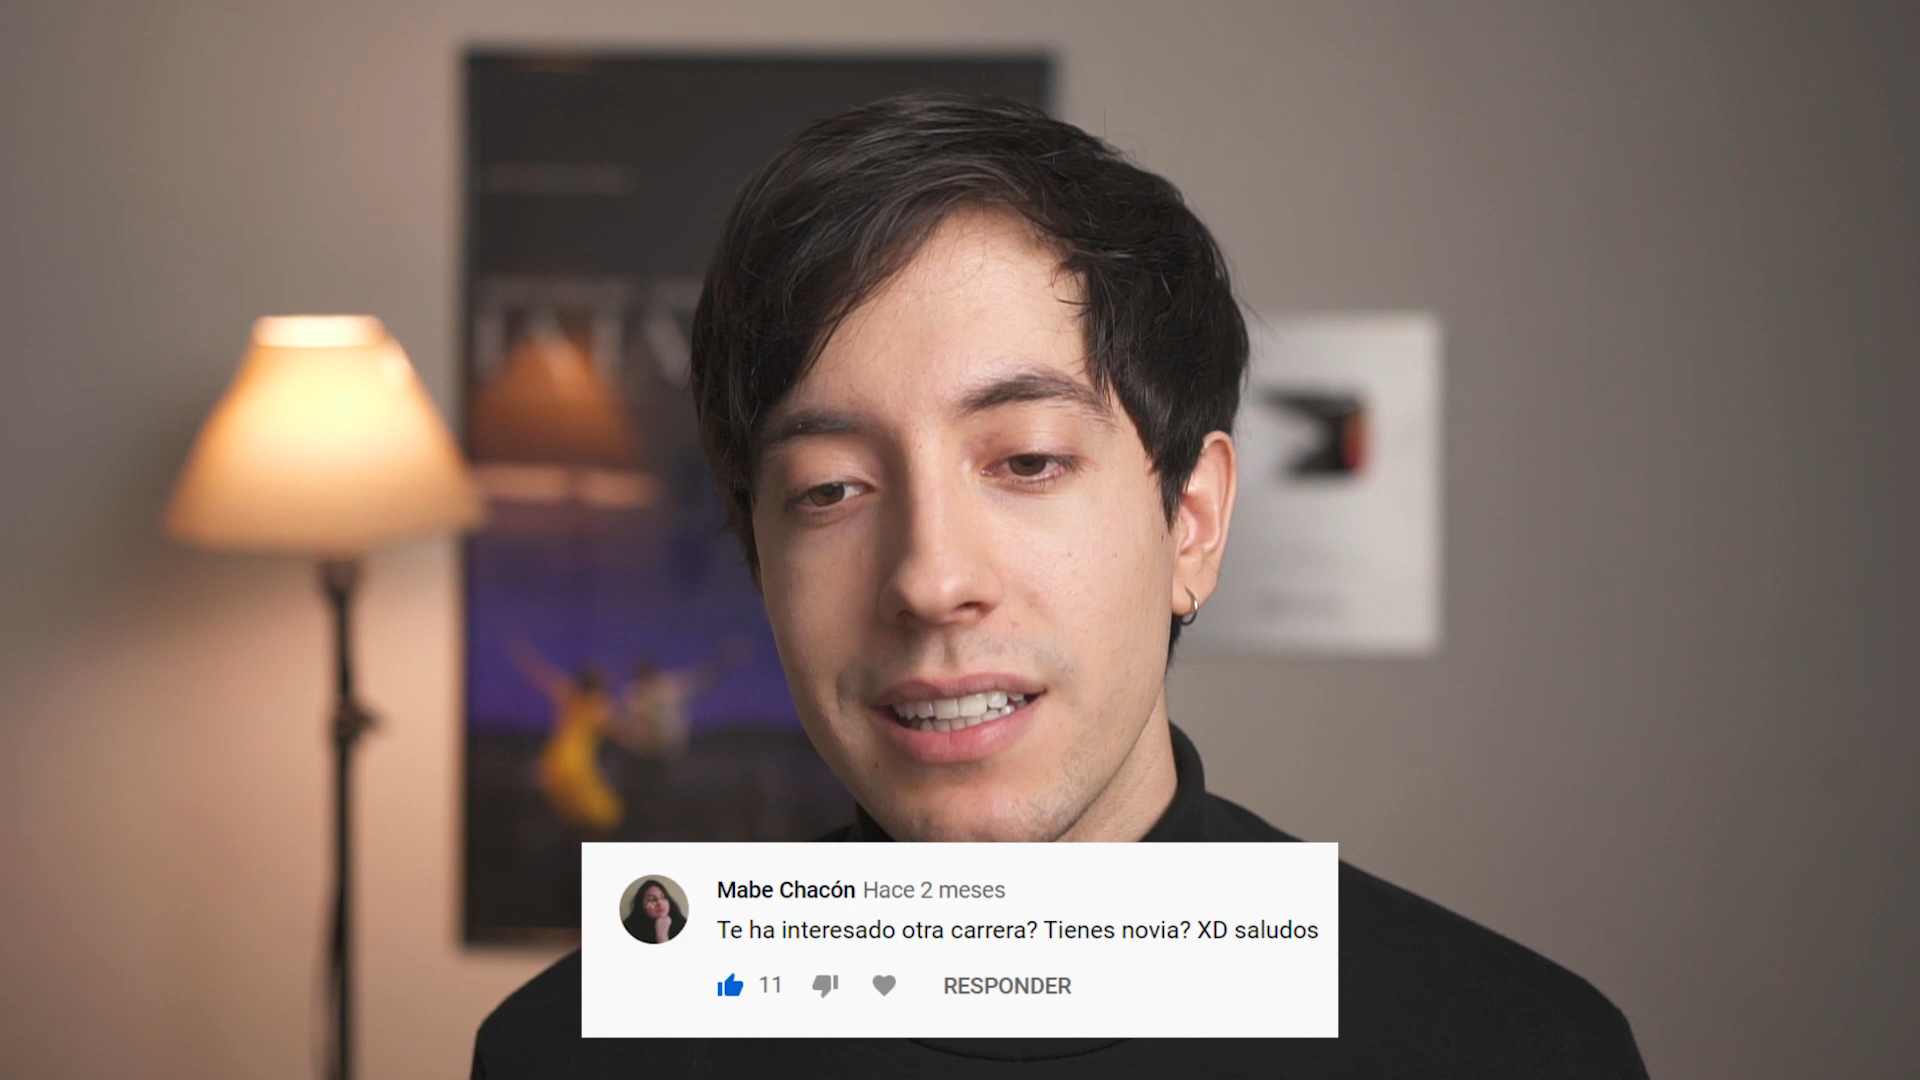 Mabe Chacón Hace 2 meses
Te ha interesado otra carrera? Tienes novia? XD saludos
11
RESPONDER